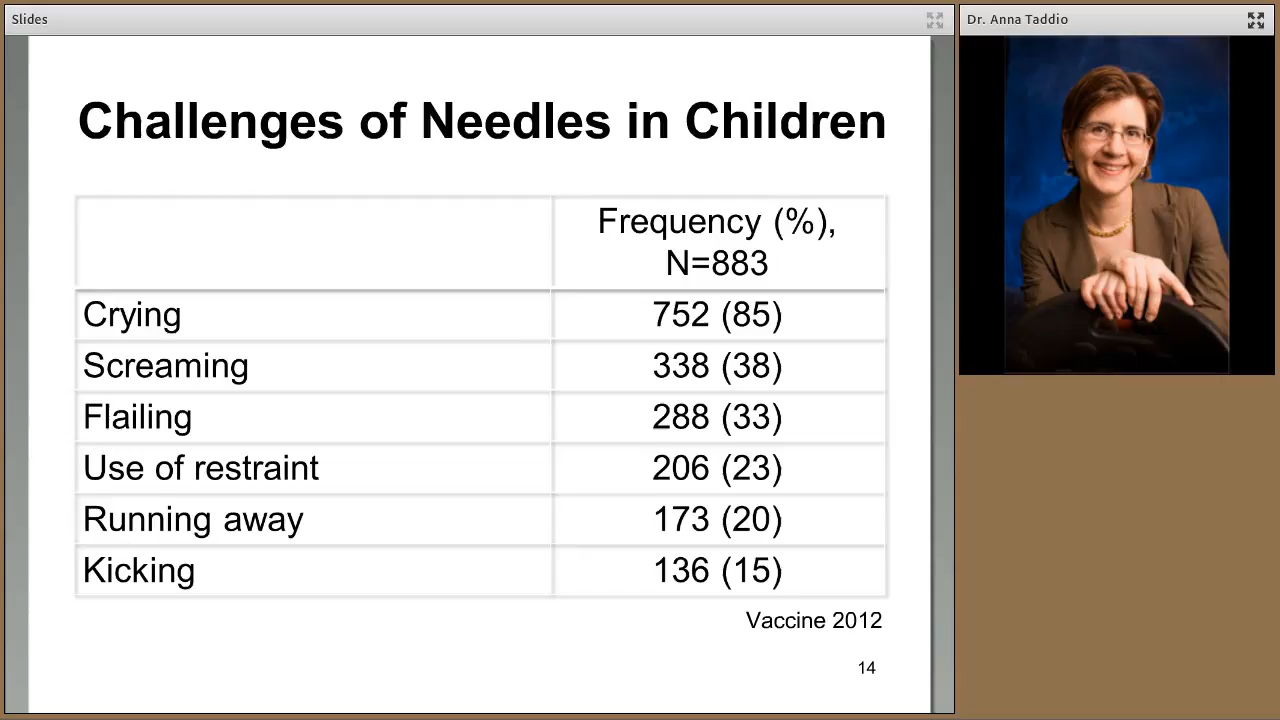 Slides
Dr. Anna Taddio
Challenges of Needles in Children
Frequency (%),
N=883
Crying 752 (85)
Screaming 338 (38)
Flailing 288 (33)
Use of restraint 206 (23)
Running away 173 (20)
Kicking 136 (15)
Vaccine 2012
14